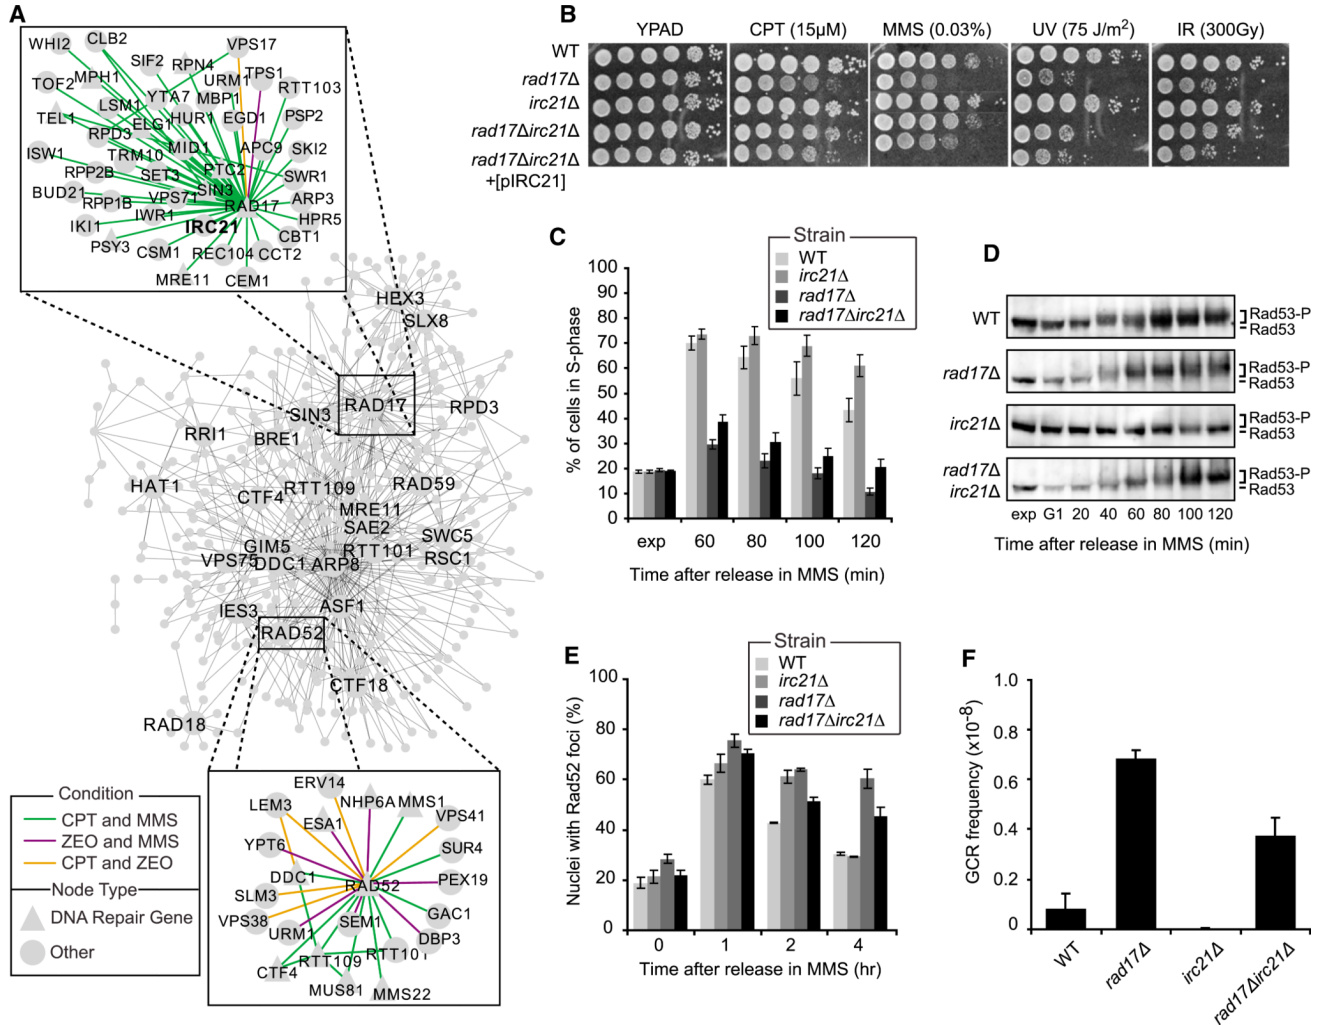 A
WHI2
CLB2
VPS17
SIF2
RPN4
TOF2
MPH1
URM1
TPS1
RTT103
YTA7
MBP1
LSM1
TEL1
ELG1
HUR1
EGD1
PSP2
RPD3
MID1
APC9
SKI2
ISW1
TRM10
PTC2
RPP2B
SET3
SWR1
SIN3
BUD21
RPP1B
VPS71
RAD17
ARP3
IWR1
HPR5
IKI1
IRC21
CBT1
PSY3
CSM1
REC104
CCT2
MRE11
CEM1
HEX3
SLX8
SIN3
RAD17
RPD3
RRI1
BRE1
HAT1
CTF4
RTT109
RAD59
MRE11
SAE2
SWC5
GIM5
RTT101
VPS75
DDC1
ARP8
RSC1
IES3
ASF1
RAD52
CTF18
RAD18
ERV14
LEM3
NHP6A
MMS1
ESA1
VPS41
YPT6
SUR4
DDC1
RAD52
PEX19
SLM3
VPS38
SEM1
GAC1
URM1
DBP3
RTT109
RTT101
CTF4
MUS81
MMS22
Condition
CPT and MMS
ZEO and MMS
CPT and ZEO
Node Type
DNA Repair Gene
Other
B
YPAD
CPT (15µM)
MMS (0.03%)
UV (75 J/m²)
IR (300Gy)
WT
rad17Δ
irc21Δ
rad17Δirc21Δ
rad17Δirc21Δ
+[pIRC21]
C
Strain
WT
irc21Δ
rad17Δ
rad17Δirc21Δ
% of cells in S-phase
100
90
80
70
60
50
40
30
20
10
0
exp
60
80
100
120
Time after release in MMS (min)
D
WT
Rad53-P
Rad53
rad17Δ
Rad53-P
Rad53
irc21Δ
Rad53-P
Rad53
rad17Δ
irc21Δ
Rad53-P
Rad53
exp G1 20 40 60 80 100 120
Time after release in MMS (min)
E
Strain
WT
irc21Δ
rad17Δ
rad17Δirc21Δ
Nuclei with Rad52 foci (%)
100
80
60
40
20
0
0
1
2
4
Time after release in MMS (hr)
F
GCR frequency (x10⁻⁸)
1.0
0.8
0.6
0.4
0.2
0
WT
rad17Δ
irc21Δ
rad17Δirc21Δ